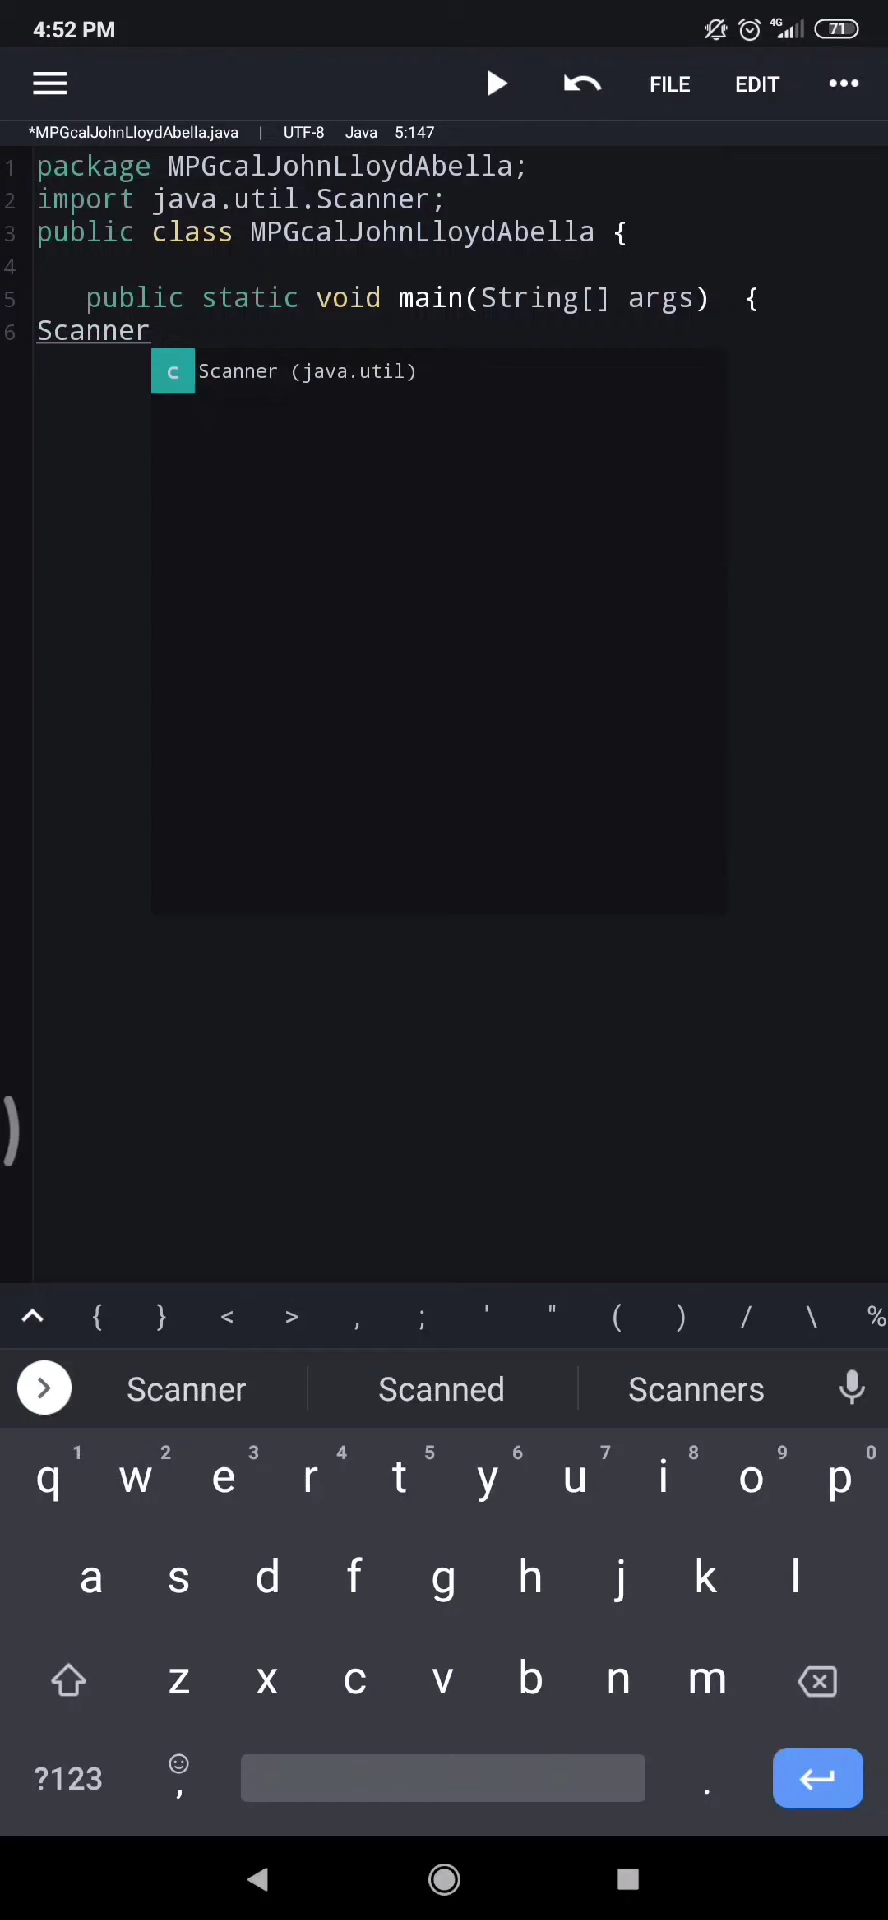 4:52 PM 4G 71
FILE EDIT
*MPGcalJohnLloydAbella.java | UTF-8 Java 5:147
1 package MPGcalJohnLloydAbella;
2 import java.util.Scanner;
3 public class MPGcalJohnLloydAbella {
4
5 public static void main(String[] args) {
6 Scanner
c Scanner (java.util)
{ } < > , ; ' " ( ) / \ %
Scanner Scanned Scanners
1 2 3 4 5 6 7 8 9 0
q w e r t y u i o p
a s d f g h j k l
z x c v b n m
?123 , .